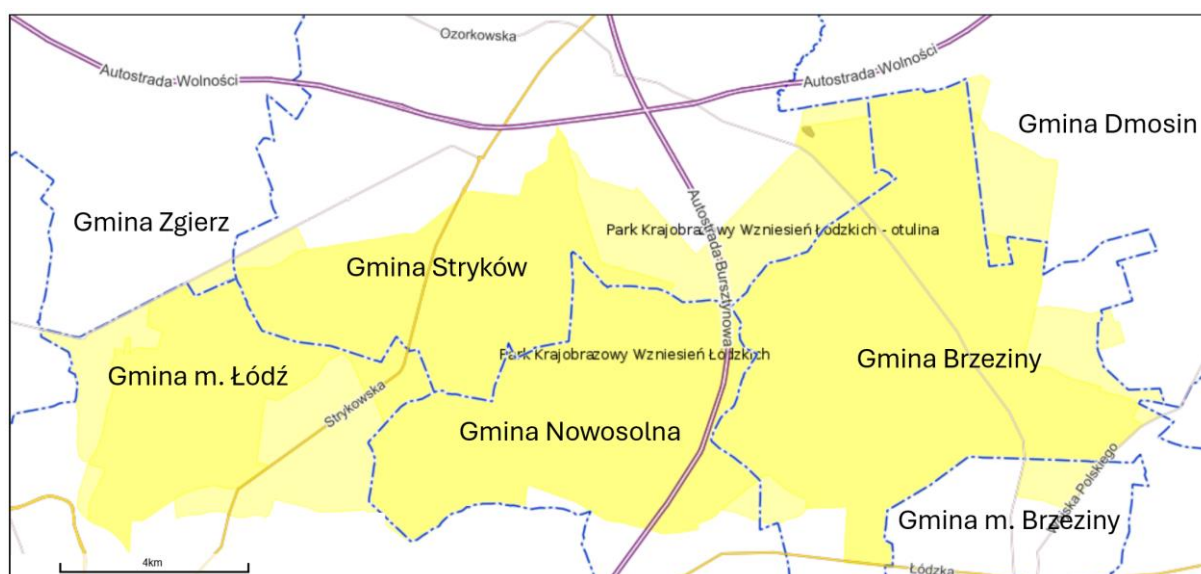 Ozorkowska
Autostrada Wolności
Autostrada Wolności
Gmina Dmosin
Gmina Zgierz
Autostrada Bursztynowa
Park Krajobrazowy Wzniesień Łódzkich - otulina
Gmina Stryków
Park Krajobrazowy Wzniesień Łódzkich
Gmina Brzeziny
Gmina m. Łódź
Strykowska
Gmina Nowosolna
Wojska Polskiego
Gmina m. Brzeziny
4km
Łódzka